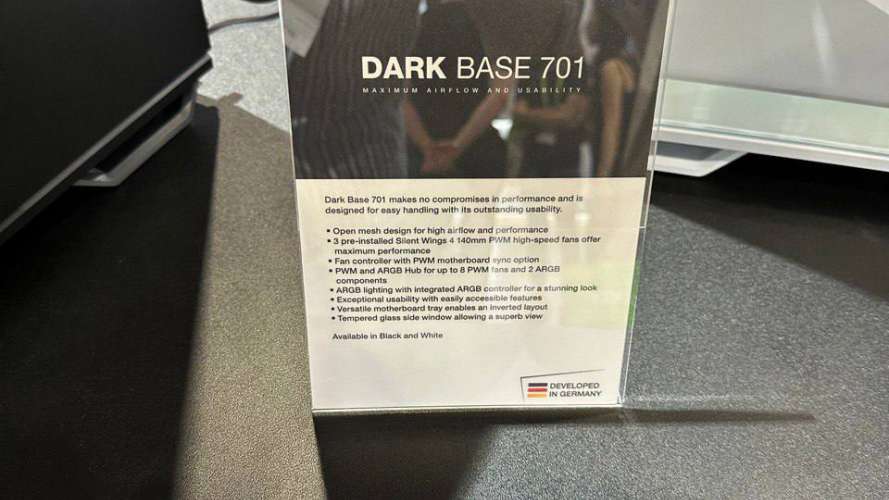 DARK BASE 701
MAXIMUM AIRFLOW AND USABILITY
Dark Base 701 makes no compromises in performance and is
designed for easy handling with its outstanding usability.
• Open mesh design for high airflow and performance
• 3 pre-installed Silent Wings 4 140mm PWM high-speed fans offer
maximum performance
• Fan controller with PWM motherboard sync option
• PWM and ARGB Hub for up to 8 PWM fans and 2 ARGB
components
• ARGB lighting with integrated ARGB controller for a stunning look
• Exceptional usability with easily accessible features
• Versatile motherboard tray enables an inverted layout
• Tempered glass side window allowing a superb view
Available in Black and White
DEVELOPED
IN GERMANY